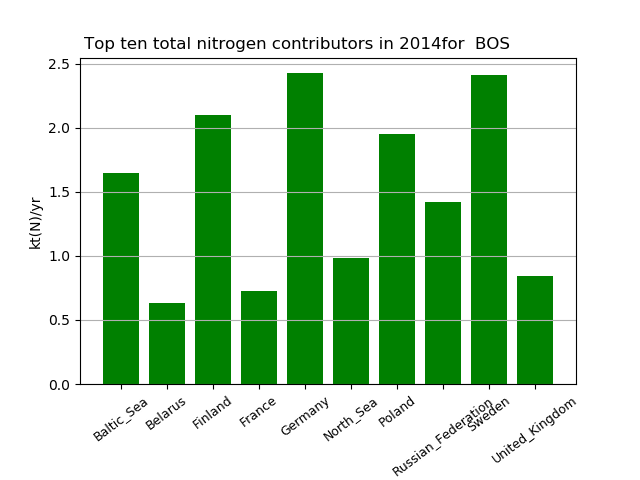 Top ten total nitrogen contributors in 2014for  BOS
2.5
2.0
1.5
1.0
0.5
0.0
kt(N)/yr
Baltic_Sea
Belarus
Finland
France
Germany
North_Sea
Poland
Russian_Federation
Sweden
United_Kingdom